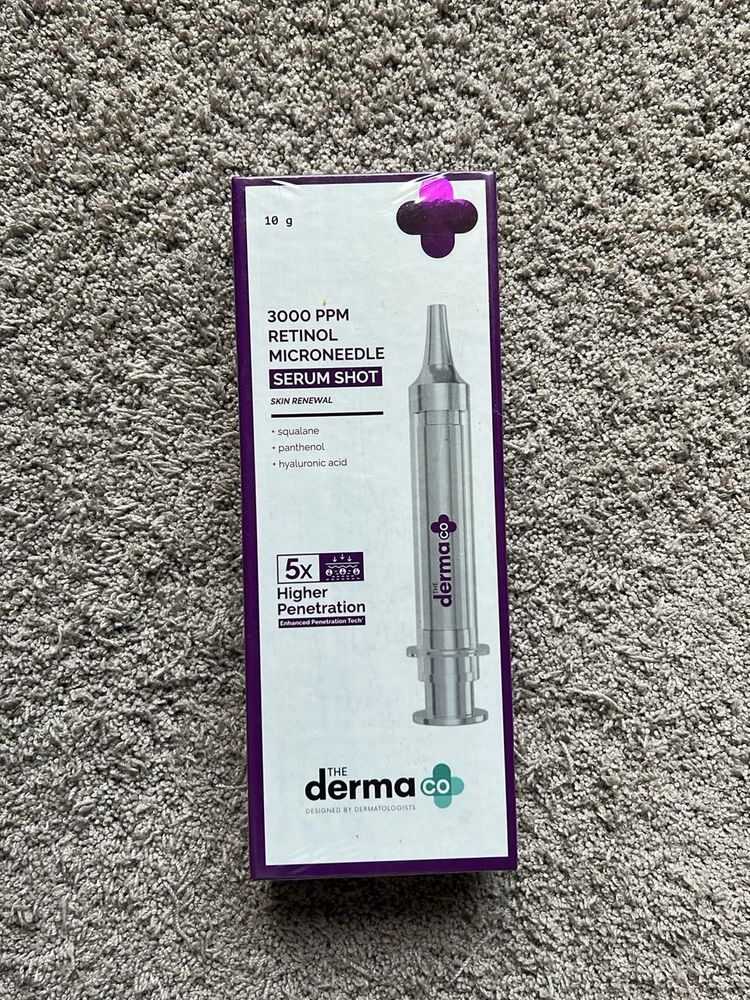 10 g
3000 PPM
RETINOL
MICRONEEDLE
SERUM SHOT
SKIN RENEWAL
+ squalane
+ panthenol
+ hyaluronic acid
5x
Higher
Penetration
Enhanced Penetration Tech*
THE
derma co
THE
derma co
DESIGNED BY DERMATOLOGISTS